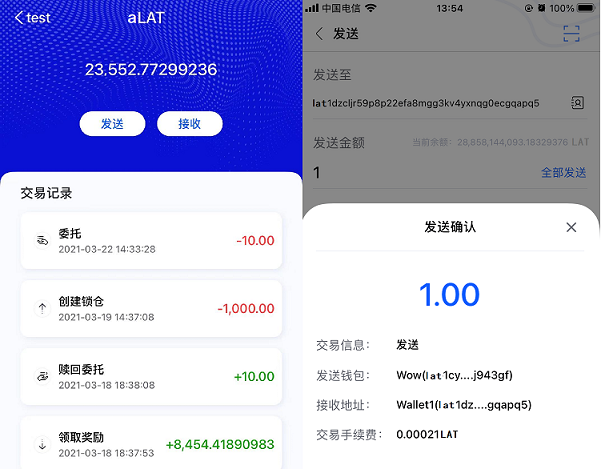 test
aLAT
23.552.77299236
发送
接收
交易记录
委托
2021-03-22 14:33:28
-10.00
创建锁仓
2021-03-19 14:37:08
-1,000.00
赎回委托
2021-03-18 18:38:08
+10.00
领取奖励
2021-03-18 18:37:53
+8,454.41890983
中国电信
13:54
100%
发送
发送至
lat1dzcljr59p8p22efa8mgg3kv4yxnqg0ecgqapq5
发送金额
当前余额: 28,858,144,093.18329376 LAT
1
全部发送
发送确认
1.00
交易信息:
发送
发送钱包:
Wow(lat1cy....j943gf)
接收地址:
Wallet1(lat1dz....gqapq5)
交易手续费:
0.00021LAT